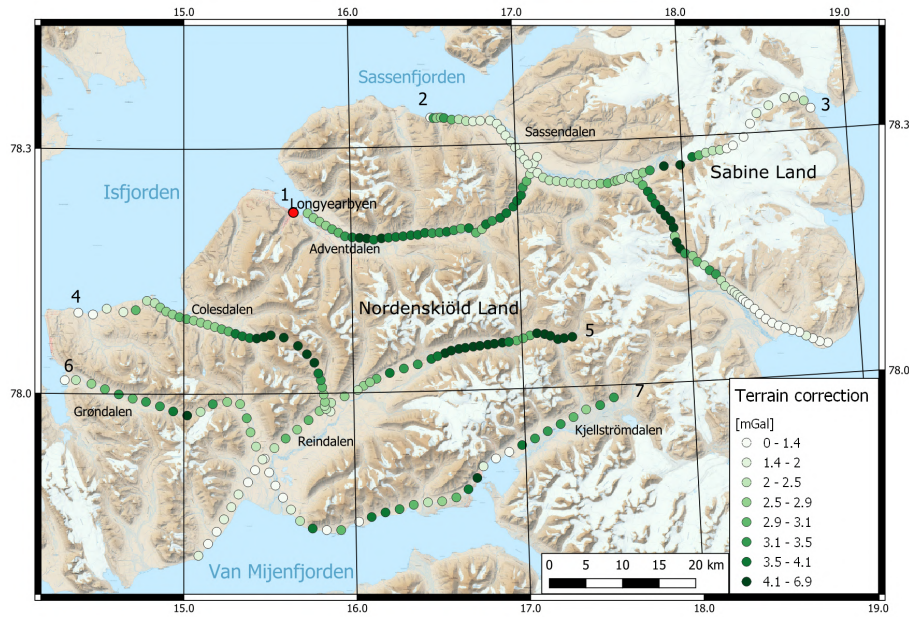 15.0 16.0 17.0 18.0 19.0
Sassenfjorden
2
3
Sassendalen
78.3
78.3
Sabine Land
Isfjorden
1
Longyearbyen
Adventdalen
4
Colesdalen
Nordenskiöld Land
5
6
78.0
78.0
7
Grøndalen
Reindalen
Kjellströmdalen
Van Mijenfjorden
Terrain correction
[mGal]
0 - 1.4
1.4 - 2
2 - 2.5
2.5 - 2.9
2.9 - 3.1
3.1 - 3.5
3.5 - 4.1
4.1 - 6.9
0 5 10 15 20 km
15.0 16.0 17.0 18.0 19.0